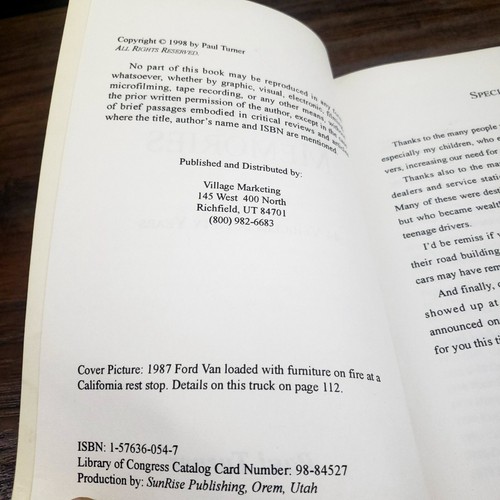 Copyright © 1998 by Paul Turner
ALL RIGHTS RESERVED.
No part of this book may be reproduced in any
whatsoever, whether by graphic, visual, electronic,
microfilming, tape recording, or any other means, without
the prior written permission of the author, except in the case
of brief passages embodied in critical reviews and articles
where the title, author's name and ISBN are mentioned.
Published and Distributed by:
Village Marketing
145 West 400 North
Richfield, UT 84701
(800) 982-6683
Cover Picture: 1987 Ford Van loaded with furniture on fire at a
California rest stop. Details on this truck on page 112.
ISBN: 1-57636-054-7
Library of Congress Catalog Card Number: 98-84527
Production by: SunRise Publishing, Orem, Utah
SPECI
Thanks to the many people
especially my children, who
vers, increasing our need for
Thanks also to the ma
dealers and service stati
Many of these were dest
but who became wealt
teenage drivers.
I'd be remiss if
their road building,
cars may have rem
And finally,
showed up at
announced on
for you this ti